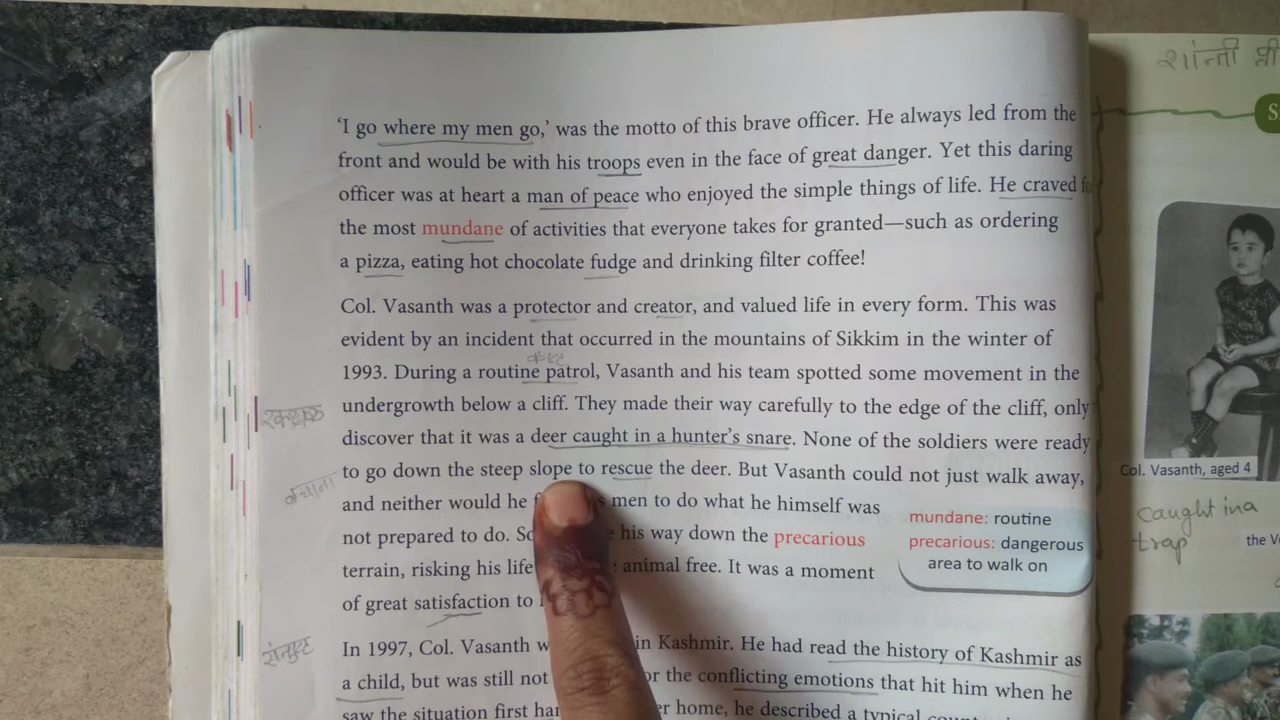 शांन्ती
'I go where my men go,' was the motto of this brave officer. He always led from the
front and would be with his troops even in the face of great danger. Yet this daring
officer was at heart a man of peace who enjoyed the simple things of life. He craved
the most mundane of activities that everyone takes for granted—such as ordering
a pizza, eating hot chocolate fudge and drinking filter coffee!
Col. Vasanth was a protector and creator, and valued life in every form. This was
evident by an incident that occurred in the mountains of Sikkim in the winter of
1993. During a routine patrol, Vasanth and his team spotted some movement in the
undergrowth below a cliff. They made their way carefully to the edge of the cliff, only
discover that it was a deer caught in a hunter's snare. None of the soldiers were ready
to go down the steep slope to rescue the deer. But Vasanth could not just walk away,
बचाना
and neither would he men to do what he himself was
not prepared to do. his way down the precarious
terrain, risking his life animal free. It was a moment
of great satisfaction to
In 1997, Col. Vasanth in Kashmir. He had read the history of Kashmir as
a child, but was still not the conflicting emotions that hit him when he
saw the situation first home, he described a typical
mundane: routine
precarious: dangerous
area to walk on
S
Col. Vasanth, aged 4
caught in a
trap
the